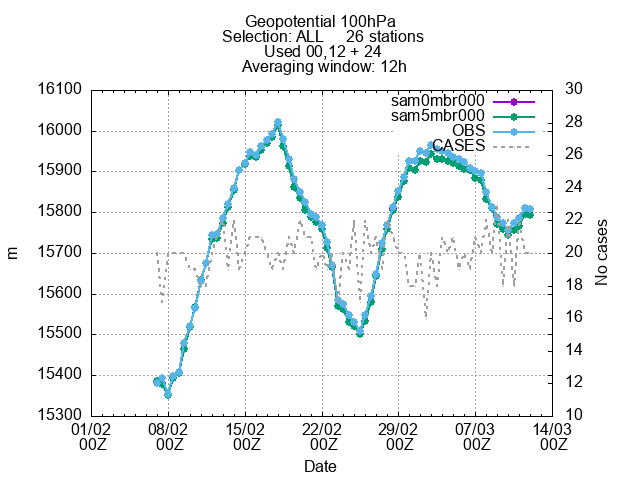 Geopotential 100hPa
Selection: ALL 26 stations
Used 00,12 + 24
Averaging window: 12h
sam0mbr000
sam5mbr000
OBS
CASES
16100
16000
15900
15800
15700
15600
15500
15400
15300
m
30
28
26
24
22
20
18
16
14
12
10
No cases
01/02 00Z
08/02 00Z
15/02 00Z
22/02 00Z
29/02 00Z
07/03 00Z
14/03 00Z
Date